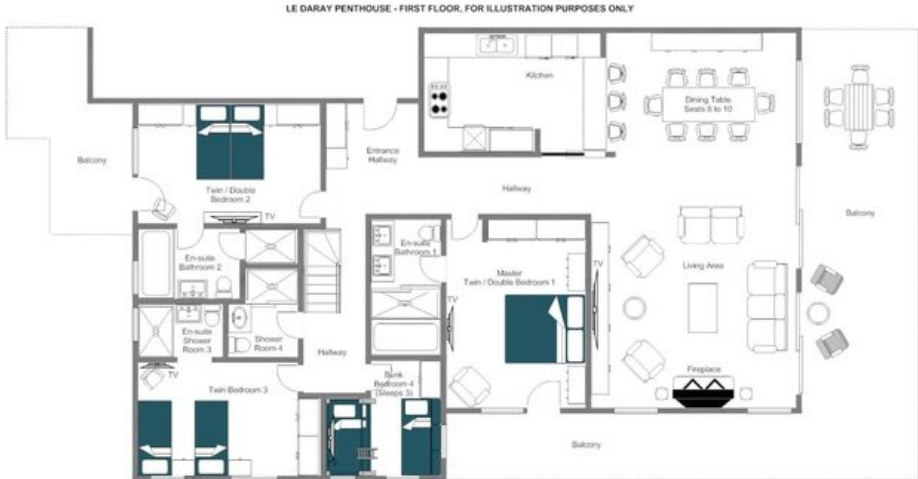 LE DARAY PENTHOUSE - FIRST FLOOR. FOR ILLUSTRATION PURPOSES ONLY
Kitchen
Dining Table
Seats 8 to 10
Balcony
Entrance
Hallway
Twin / Double
Bedroom 2
TV
Hallway
Balcony
En-suite
Bathroom 1
En-suite
Bathroom 2
Master
Twin / Double Bedroom 1
TV
Living Area
TV
En-suite
Shower
Room 3
Shower
Room 4
Hallway
TV
Twin Bedroom 3
Bunk
Bedroom 4
(Sleeps 3)
Fireplace
Balcony